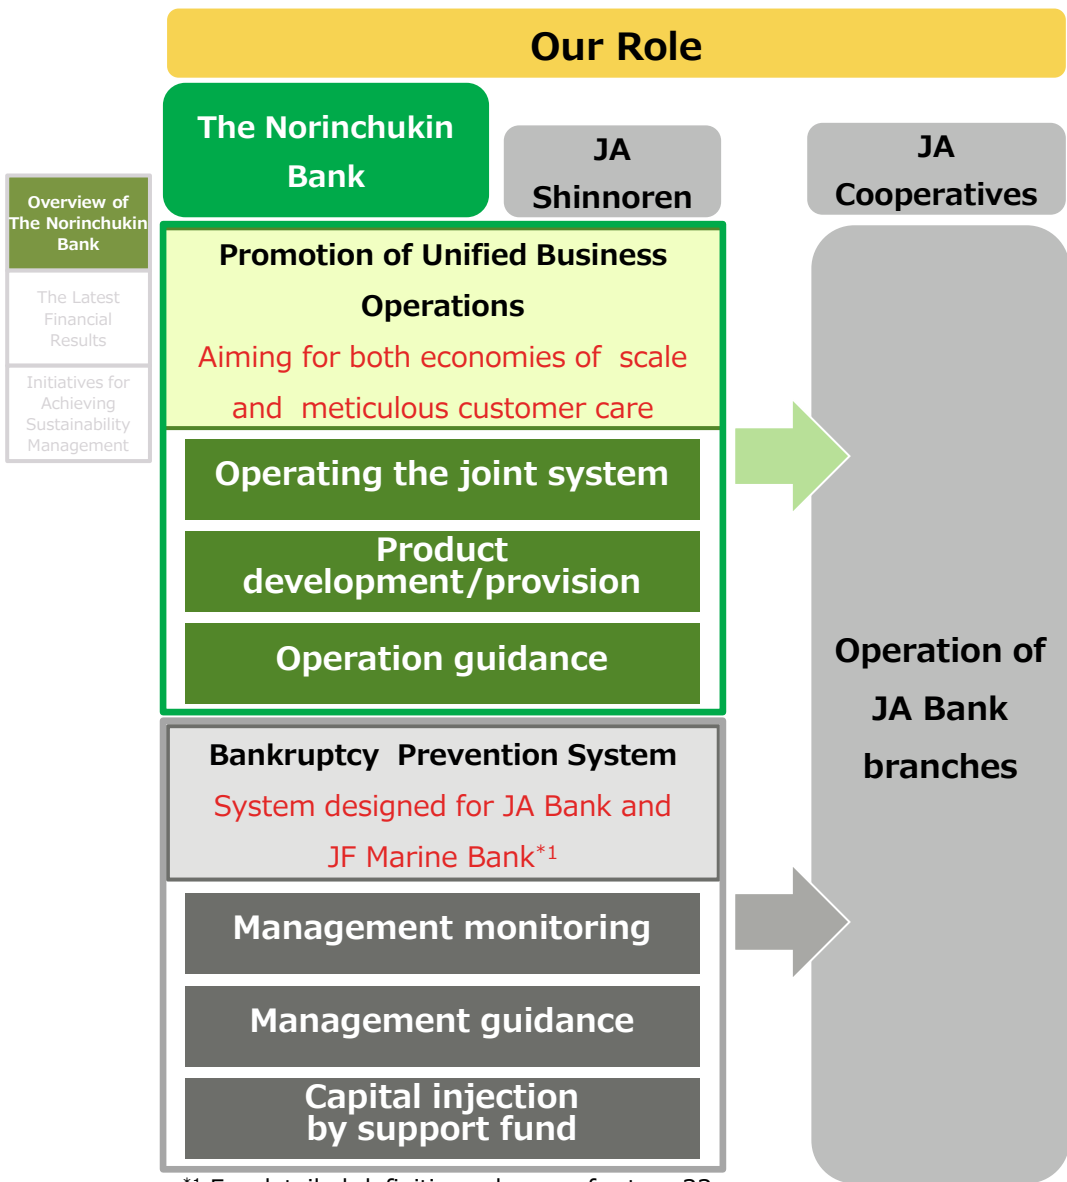 Our Role
The Norinchukin
Bank
JA
Shinnoren
JA
Cooperatives
Overview of
The Norinchukin
Bank
The Latest
Financial
Results
Initiatives for
Achieving
Sustainability
Management
Promotion of Unified Business
Operations
Aiming for both economies of scale
and meticulous customer care
Operating the joint system
Product
development/provision
Operation guidance
Bankruptcy Prevention System
System designed for JA Bank and
JF Marine Bank*1
Management monitoring
Management guidance
Capital injection
by support fund
Operation of
JA Bank
branches